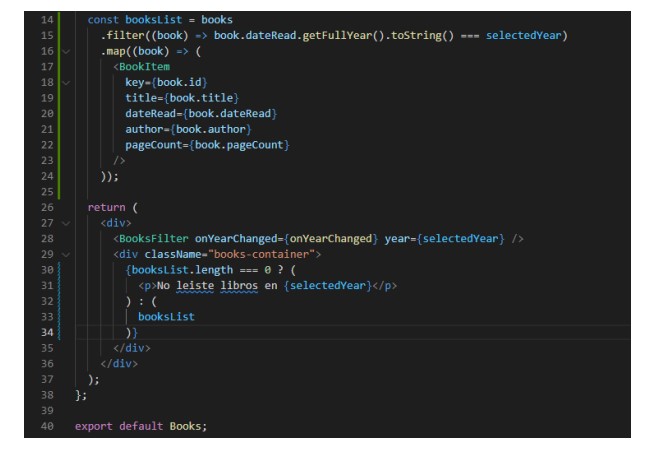 14 const booksList = books
15 .filter((book) => book.dateRead.getFullYear().toString() === selectedYear)
16 .map((book) => (
17 <BookItem
18 key={book.id}
19 title={book.title}
20 dateRead={book.dateRead}
21 author={book.author}
22 pageCount={book.pageCount}
23 />
24 ));
25
26 return (
27 <div>
28 <BooksFilter onYearChanged={onYearChanged} year={selectedYear} />
29 <div className="books-container">
30 {booksList.length === 0 ? (
31 <p>No leiste libros en {selectedYear}</p>
32 ) : (
33 booksList
34 )}
35 </div>
36 </div>
37 );
38 };
39
40 export default Books;